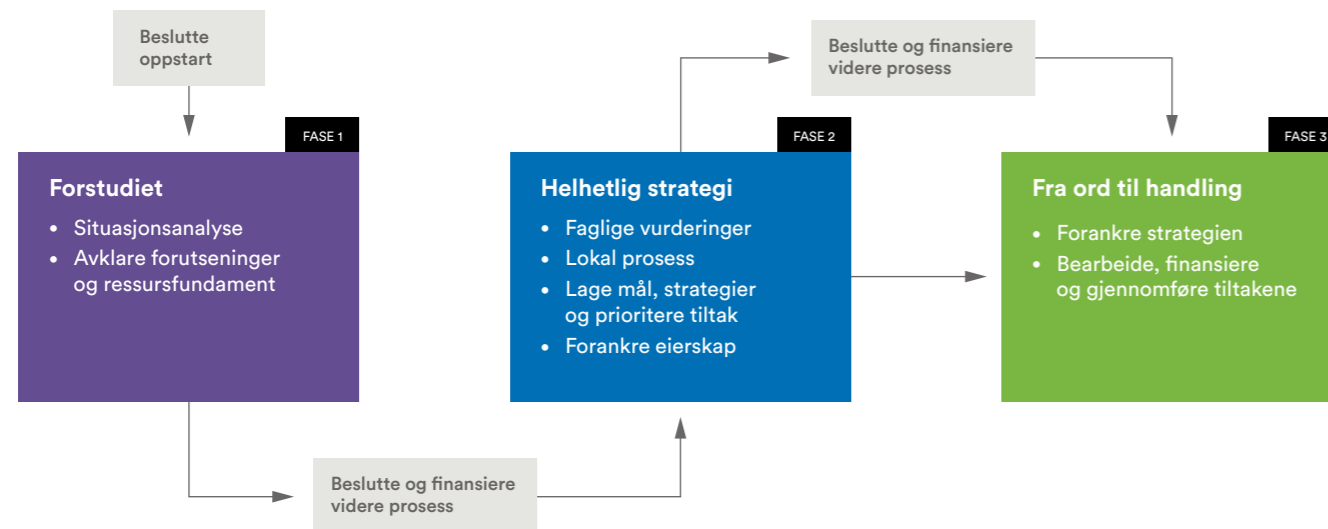 Beslutte
oppstart
FASE 1
Forstudiet
• Situasjonsanalyse
• Avklare forutseninger
og ressursfundament
Beslutte og finansiere
videre prosess
FASE 2
Helhetlig strategi
• Faglige vurderinger
• Lokal prosess
• Lage mål, strategier
og prioritere tiltak
• Forankre eierskap
Beslutte og finansiere
videre prosess
FASE 3
Fra ord til handling
• Forankre strategien
• Bearbeide, finansiere
og gjennomføre tiltakene